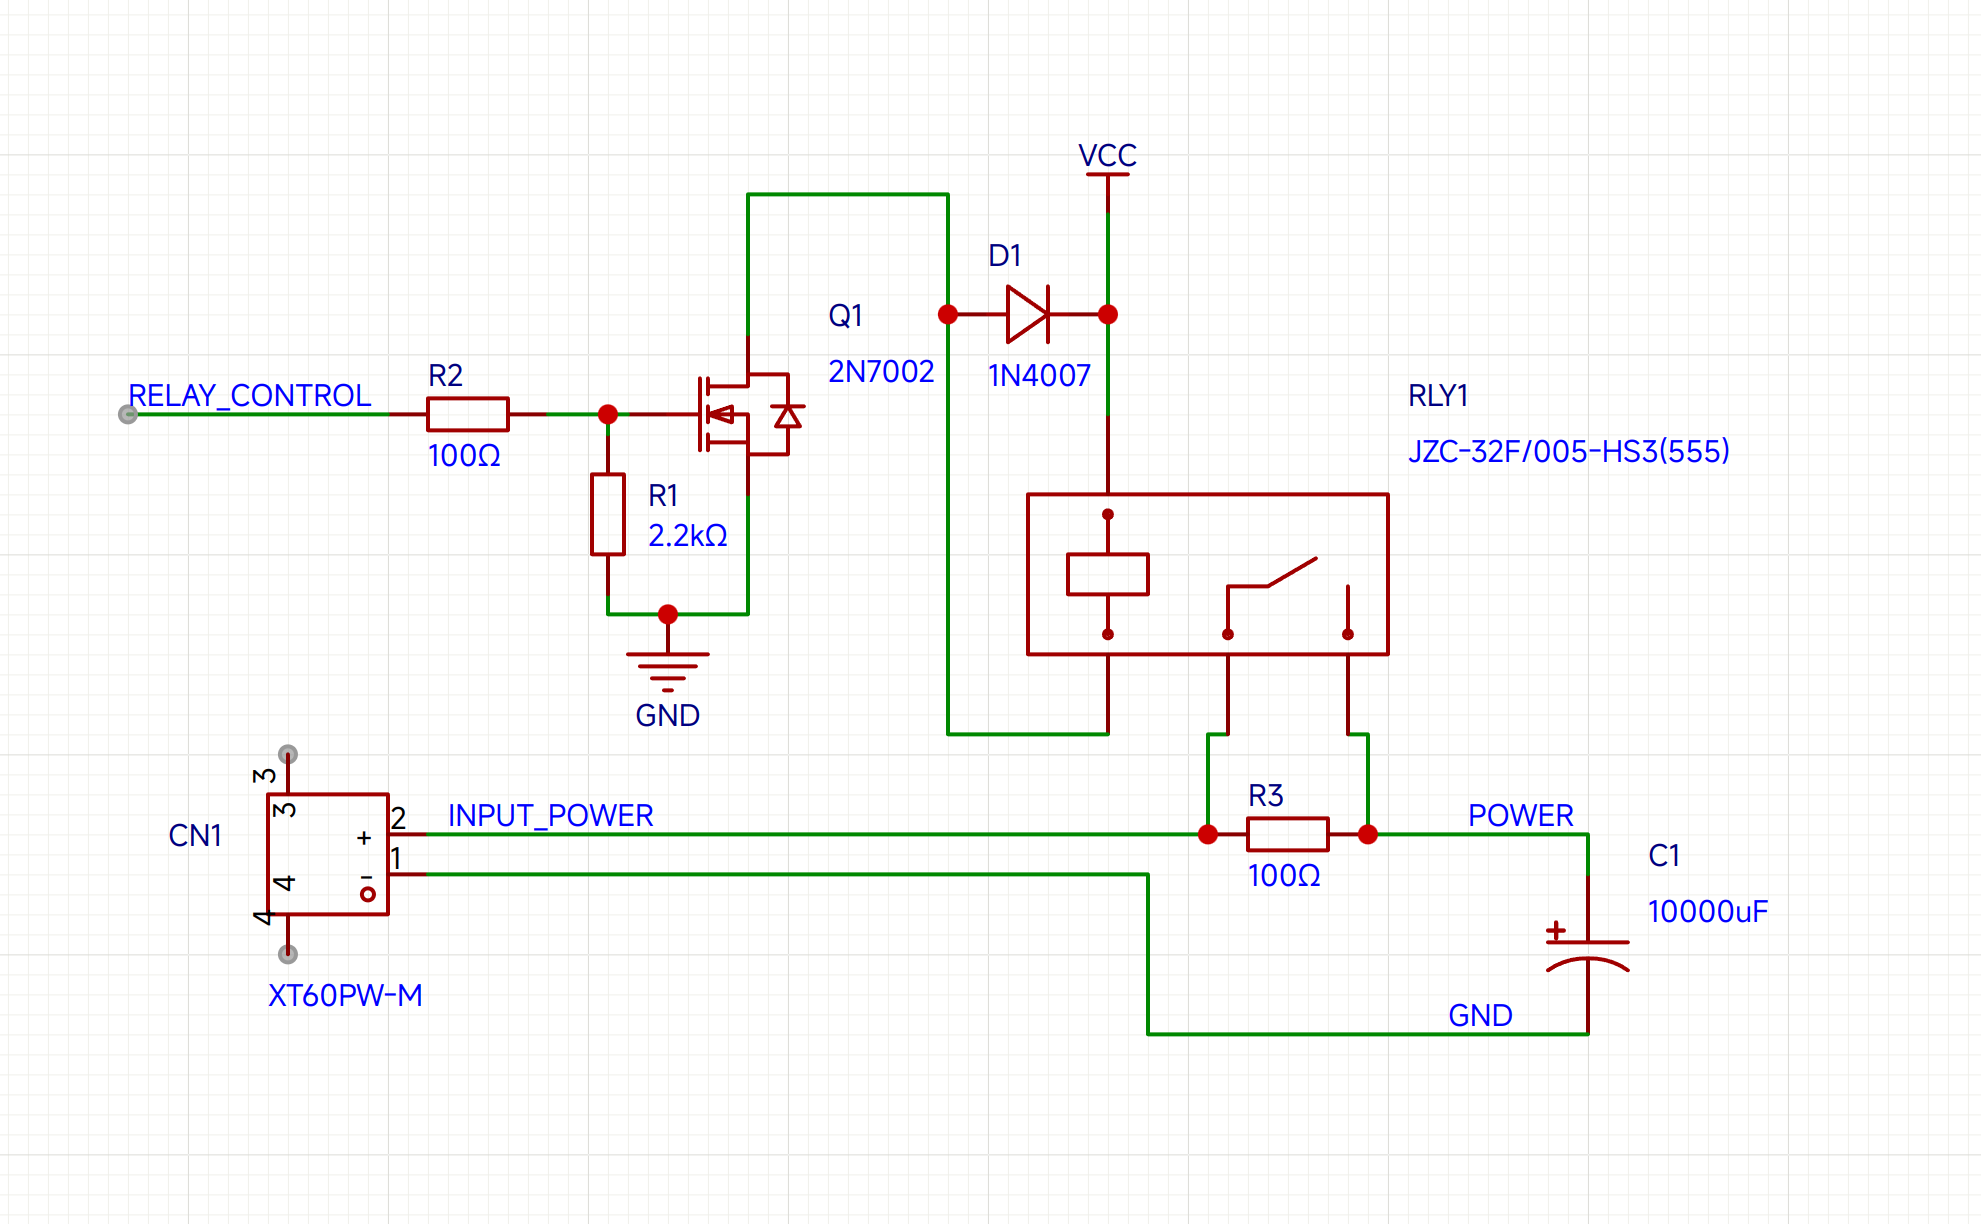 VCC
D1
Q1
2N7002
1N4007
RELAY_CONTROL
R2
100Ω
RLY1
JZC-32F/005-HS3(555)
R1
2.2kΩ
GND
3
3
CN1
4
4
+
-
2
1
XT60PW-M
INPUT_POWER
R3
100Ω
POWER
C1
10000uF
+
GND